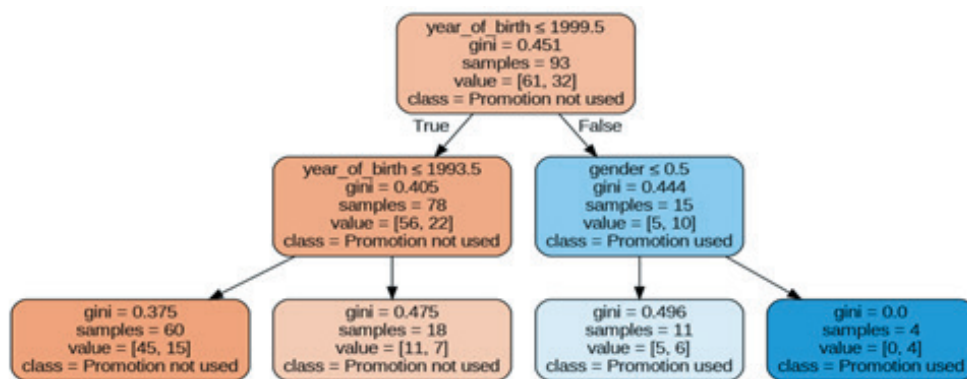 year_of_birth ≤ 1999.5
gini = 0.451
samples = 93
value = [61, 32]
class = Promotion not used
True
False
year_of_birth ≤ 1993.5
gini = 0.405
samples = 78
value = [56, 22]
class = Promotion not used
gender ≤ 0.5
gini = 0.444
samples = 15
value = [5, 10]
class = Promotion used
gini = 0.375
samples = 60
value = [45, 15]
class = Promotion not used
gini = 0.475
samples = 18
value = [11, 7]
class = Promotion not used
gini = 0.496
samples = 11
value = [5, 6]
class = Promotion used
gini = 0.0
samples = 4
value = [0, 4]
class = Promotion used